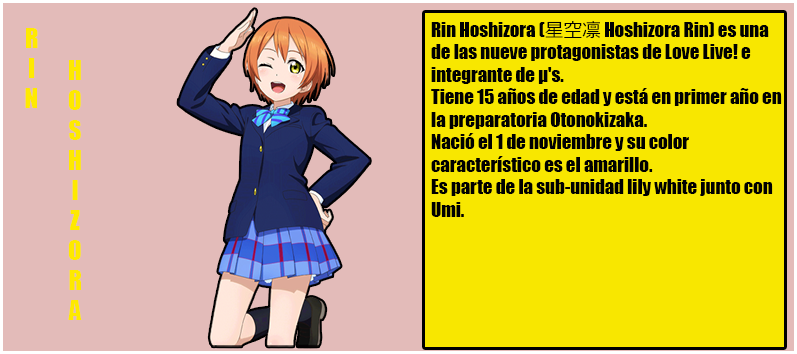 RIN
HOSHIZORA
Rin Hoshizora (星空凛 Hoshizora Rin) es una
de las nueve protagonistas de Love Live! e
integrante de μ's.
Tiene 15 años de edad y está en primer año en
la preparatoria Otonokizaka.
Nació el 1 de noviembre y su color
característico es el amarillo.
Es parte de la sub-unidad lily white junto con
Umi.